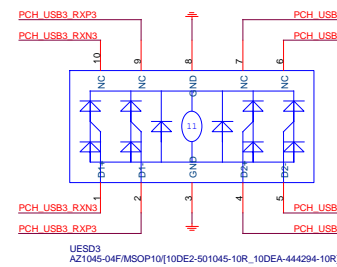 PCH_USB3_RXP3 PCH_USB
PCH_USB3_RXN3 PCH_USB
10 9 8 7 6
NC NC GND NC NC
11
D1+ D1- GND D2+ D2-
1 2 3 4 5
PCH_USB3_RXN3 PCH_USB
PCH_USB3_RXP3 PCH_USB
UESD3
AZ1045-04F/MSOP10/[10DE2-501045-10R_10DEA-444294-10R